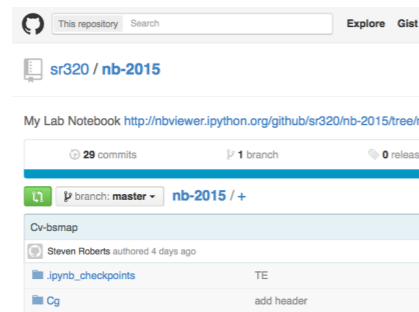 This repository Search Explore Gist
sr320 / nb-2015
My Lab Notebook http://nbviewer.ipython.org/github/sr320/nb-2015/tree/
29 commits 1 branch 0 releas
branch: master nb-2015 / +
Cv-bsmap
Steven Roberts authored 4 days ago
.ipynb_checkpoints TE
Cg add header